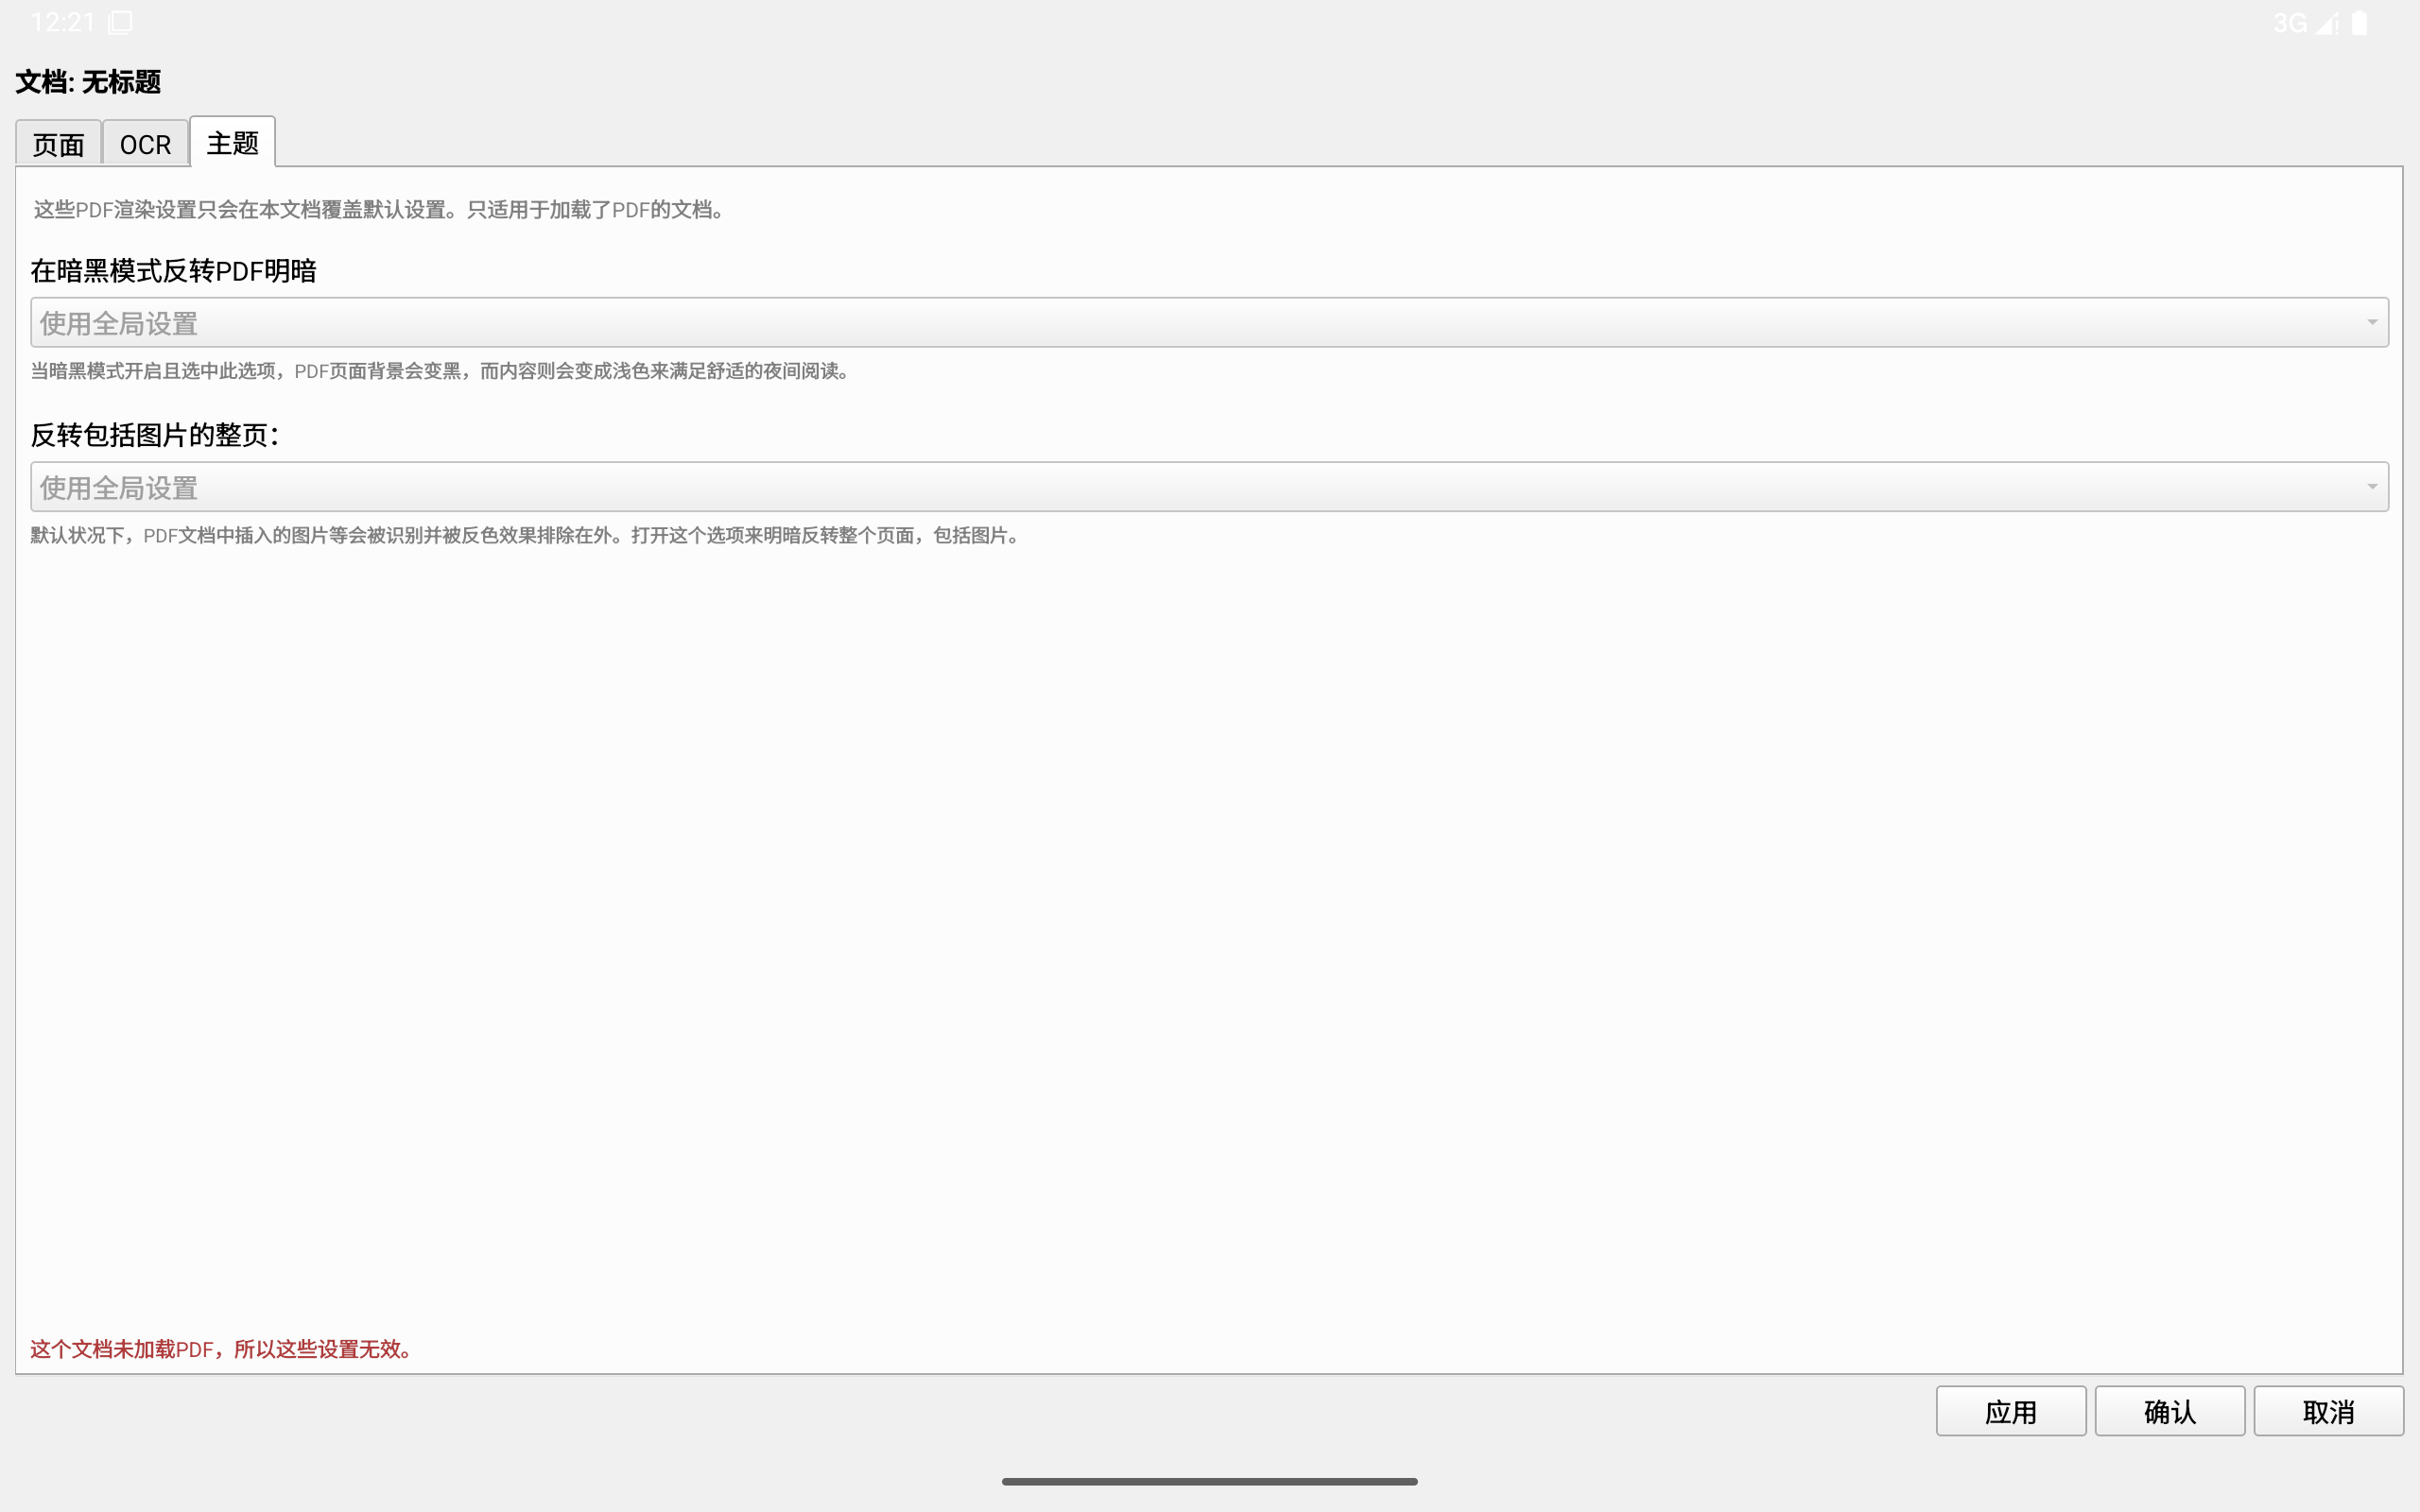 12:21
3G
文档: 无标题
页面
OCR
主题
这些PDF渲染设置只会在本文档覆盖默认设置。只适用于加载了PDF的文档。
在暗黑模式反转PDF明暗
使用全局设置
当暗黑模式开启且选中此选项，PDF页面背景会变黑，而内容则会变成浅色来满足舒适的夜间阅读。
反转包括图片的整页：
使用全局设置
默认状况下，PDF文档中插入的图片等会被识别并被反色效果排除在外。打开这个选项来明暗反转整个页面，包括图片。
这个文档未加载PDF，所以这些设置无效。
应用
确认
取消